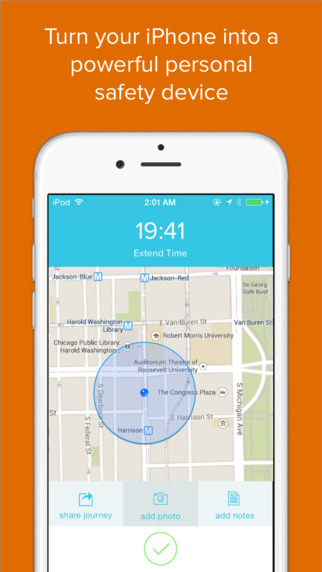 Turn your iPhone into a
powerful personal
safety device
iPod
2:01 AM
19:41
Extend Time
Foundation
Jackson-Blue M
M Jackson-Red
Sir Georg
Solti Bust
Harold Washington
Library M
E Van Buren St
Van Buren St
Chicago Public Library:
Harold Washington...
Robert Morris University
Auditorium Theatre of
Roosevelt University
The Congress Plaza
S Dearborn St
S Federal St
Harrison M
E Harrison St
S Michigan Ave
share journey
add photo
add notes